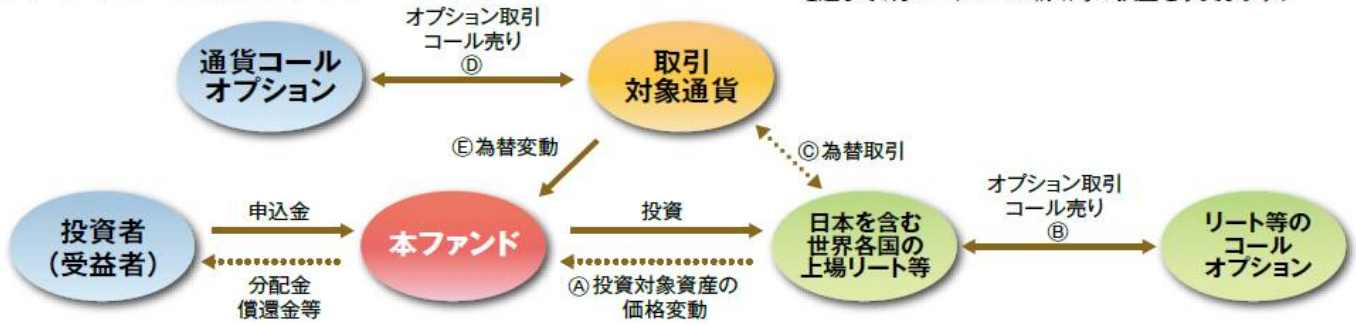 オプション取引
コール売り
Ⓓ
通貨コール
オプション
取引
対象通貨
Ⓔ為替変動
Ⓒ為替取引
オプション取引
コール売り
Ⓑ
投資者
(受益者)
申込金
分配金
償還金等
本ファンド
投資
Ⓐ投資対象資産の
価格変動
日本を含む
世界各国の
上場リート等
リート等の
コール
オプション